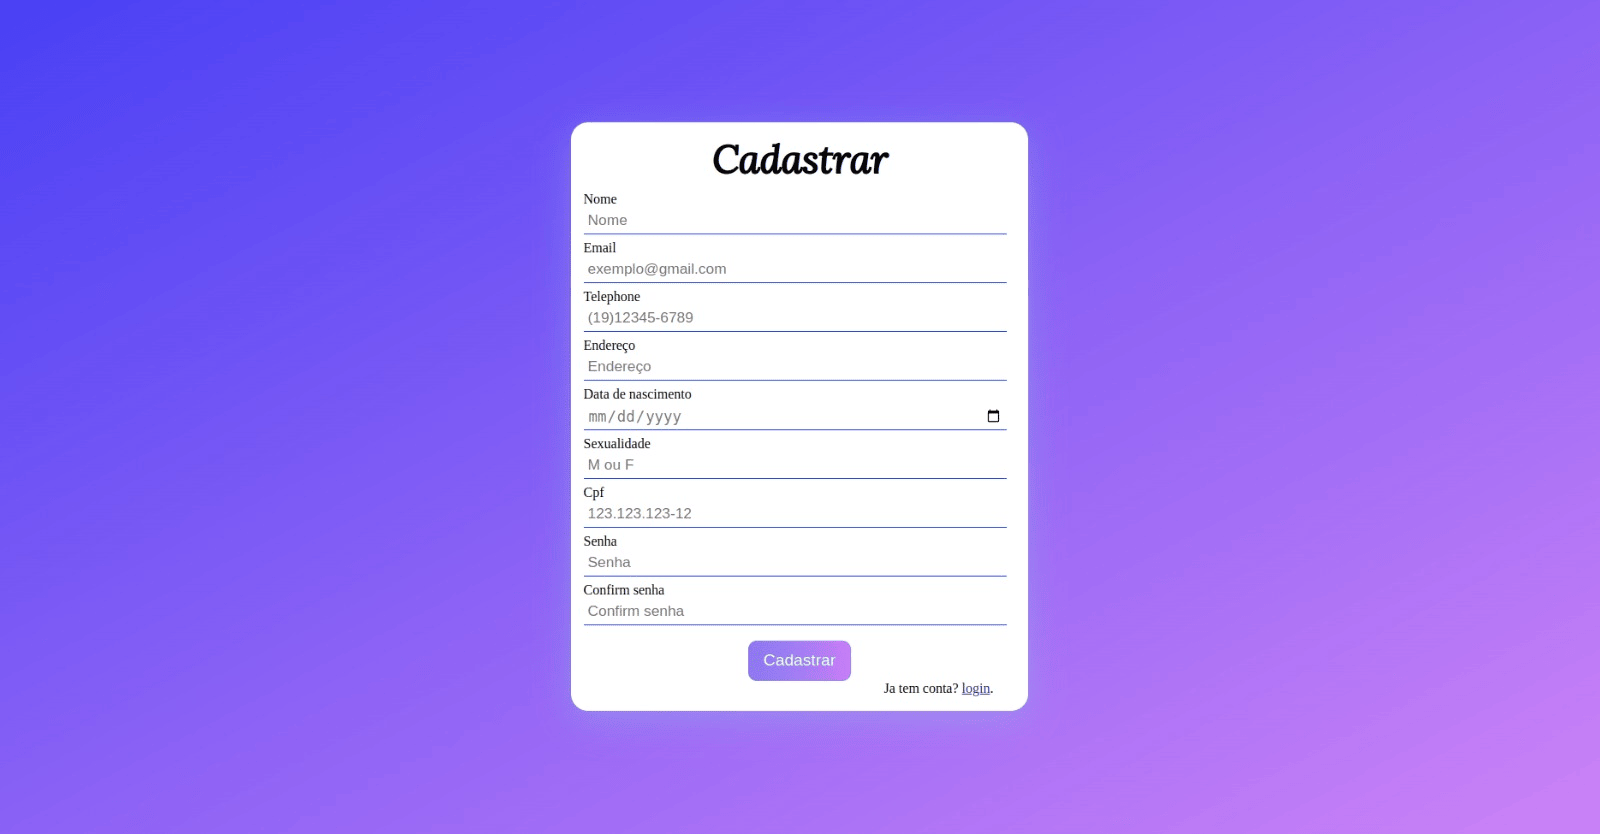 Cadastrar
Nome
Nome
Email
exemplo@gmail.com
Telephone
(19)12345-6789
Endereço
Endereço
Data de nascimento
mm/dd/yyyy
Sexualidade
M ou F
Cpf
123.123.123-12
Senha
Senha
Confirm senha
Confirm senha
Cadastrar
Ja tem conta? login.